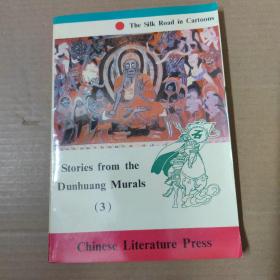 The Silk Road in Cartoons
Stories from the
Dunhuang Murals
(3)
Chinese Literature Press